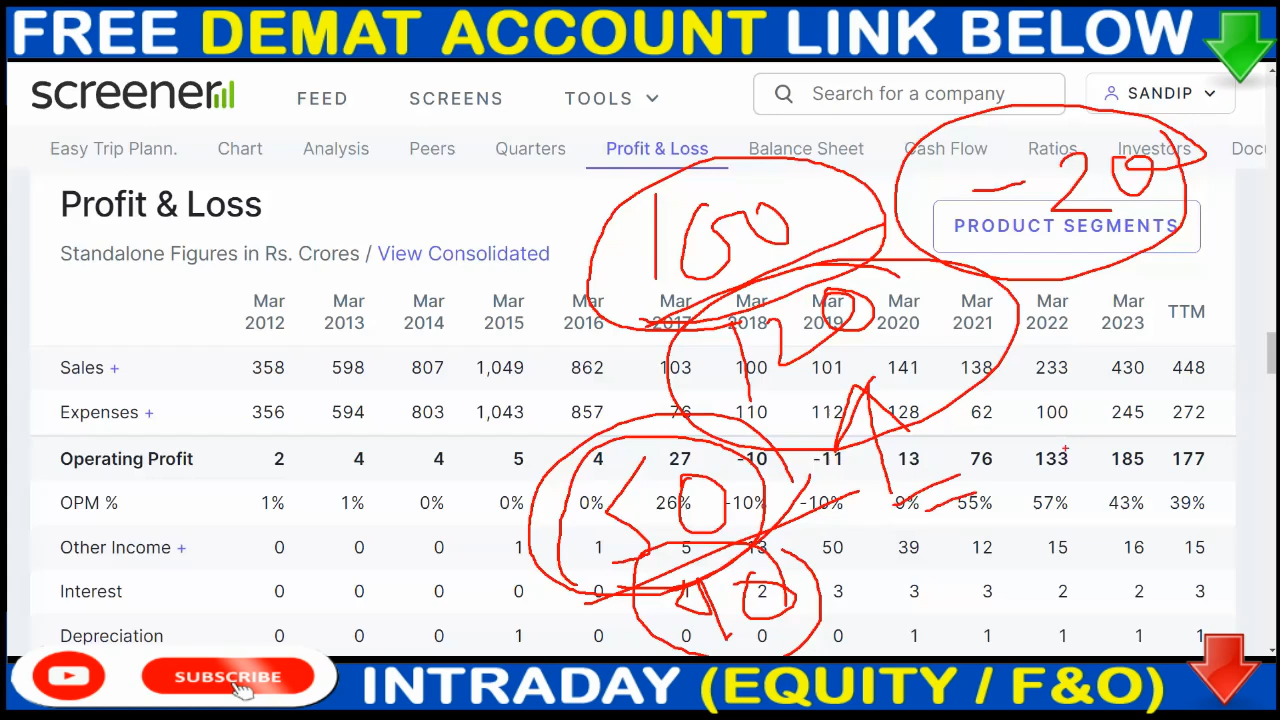 FREE DEMAT ACCOUNT LINK BELOW
screener FEED SCREENS TOOLS Search for a company SANDIP
Easy Trip Plann. Chart Analysis Peers Quarters Profit & Loss Balance Sheet Cash Flow Ratios Investors Docu
- 20
Profit & Loss
100
PRODUCT SEGMENTS
Standalone Figures in Rs. Crores / View Consolidated
Mar 2012 Mar 2013 Mar 2014 Mar 2015 Mar 2016 Mar 2017 Mar 2018 Mar 2019 Mar 2020 Mar 2021 Mar 2022 Mar 2023 TTM
120
Sales + 358 598 807 1,049 862 103 100 101 141 138 233 430 448
Expenses + 356 594 803 1,043 857 76 110 112 128 62 100 245 272
Operating Profit 2 4 4 5 4 27 -10 -11 13 76 133 185 177
OPM % 1% 1% 0% 0% 0% 26% -10% -10% 9% 55% 57% 43% 39%
Other Income + 0 0 0 1 1 5 13 50 39 12 15 16 15
Interest 0 0 0 0 0 1 2 3 3 3 2 2 3
Depreciation 0 0 0 1 0 0 0 0 1 1 1 1 1
SUBSCRIBE
INTRADAY (EQUITY / F&O)